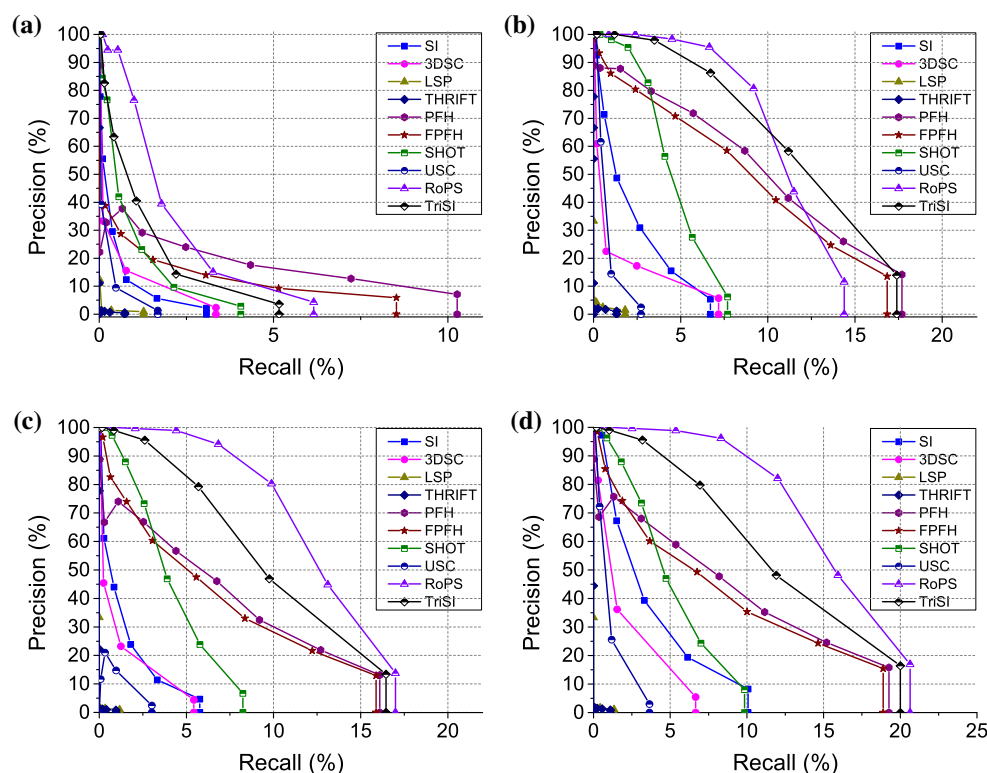 (a)
100
90
80
70
60
50
40
30
20
10
0
Precision (%)
0 5 10 15
Recall (%)
SI
3DSC
LSP
THRIFT
PFH
FPFH
SHOT
USC
RoPS
TriSI
(b)
100
90
80
70
60
50
40
30
20
10
0
Precision (%)
0 5 10 15 20
Recall (%)
SI
3DSC
LSP
THRIFT
PFH
FPFH
SHOT
USC
RoPS
TriSI
(c)
100
90
80
70
60
50
40
30
20
10
0
Precision (%)
0 5 10 15 20
Recall (%)
SI
3DSC
LSP
THRIFT
PFH
FPFH
SHOT
USC
RoPS
TriSI
(d)
100
90
80
70
60
50
40
30
20
10
0
Precision (%)
0 5 10 15 20 25
Recall (%)
SI
3DSC
LSP
THRIFT
PFH
FPFH
SHOT
USC
RoPS
TriSI